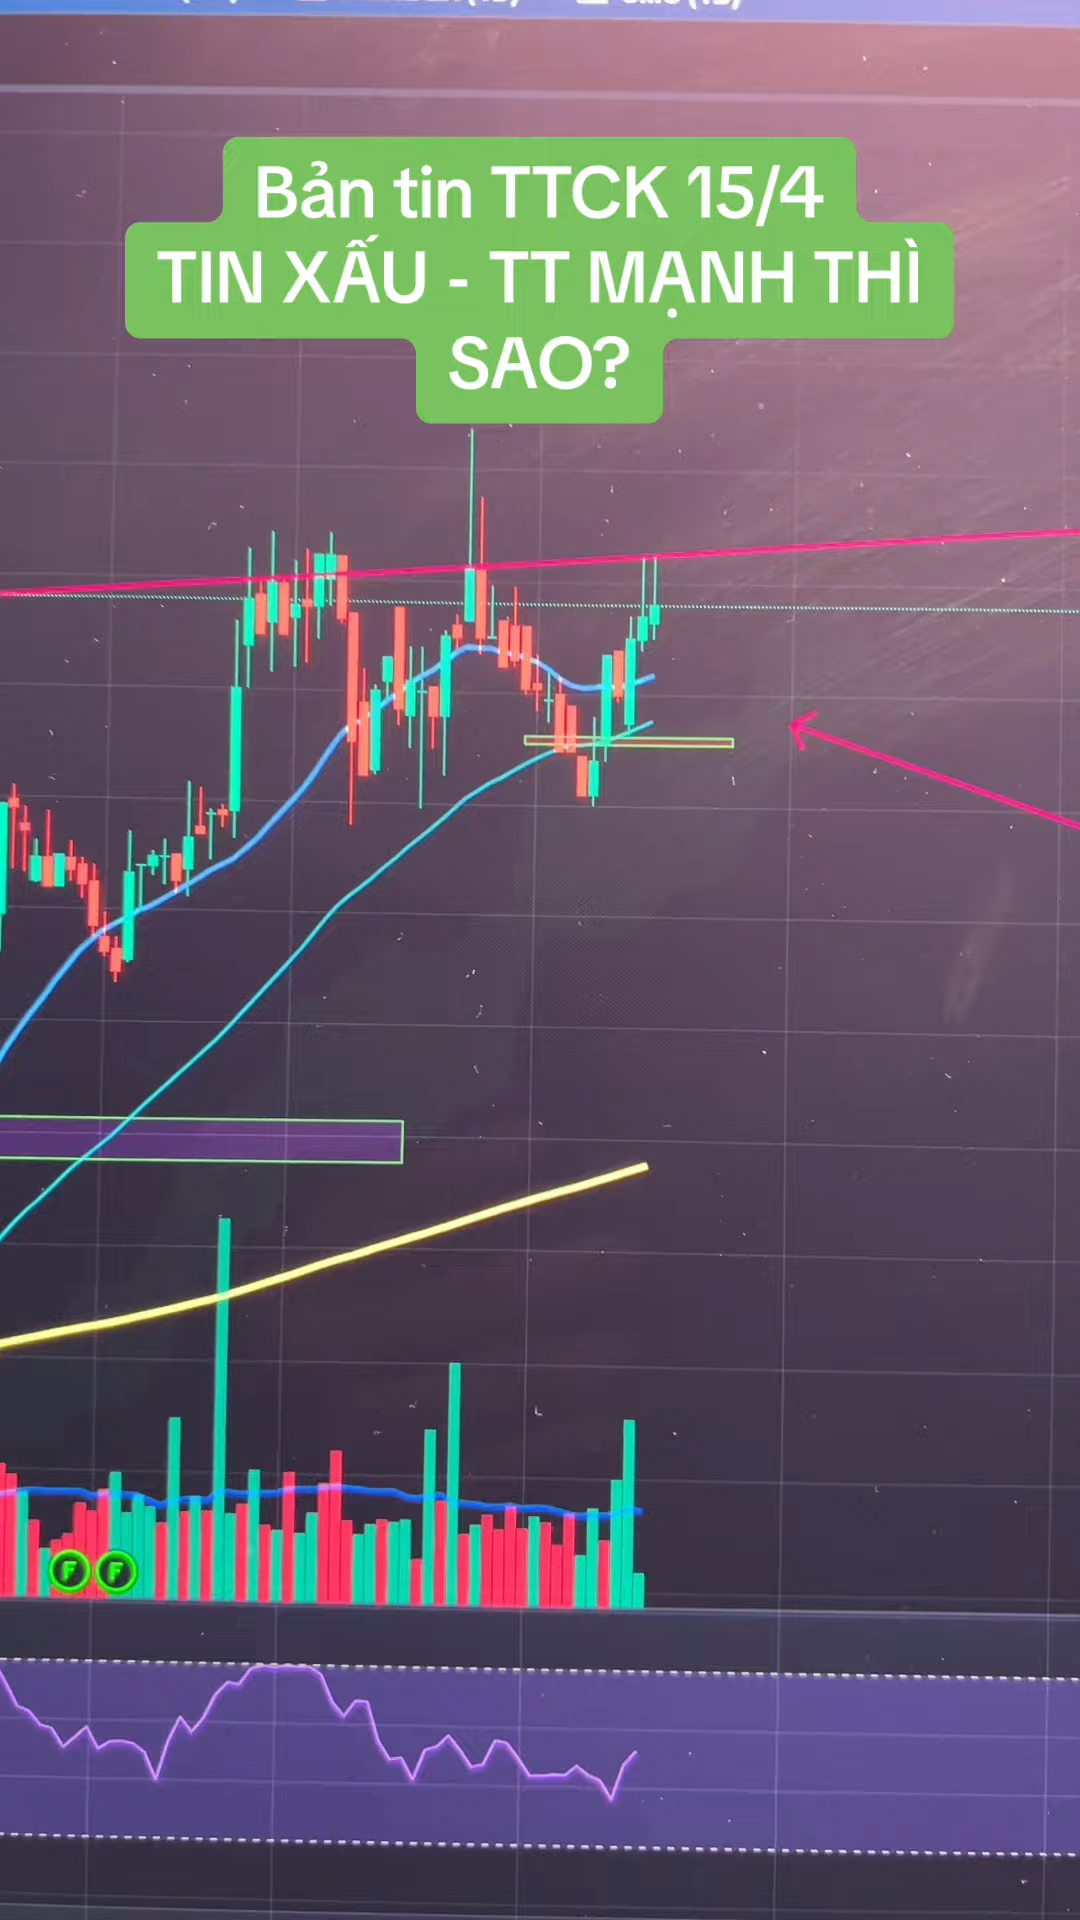 Bản tin TTCK 15/4
TIN XẤU - TT MẠNH THÌ
SAO?
F F